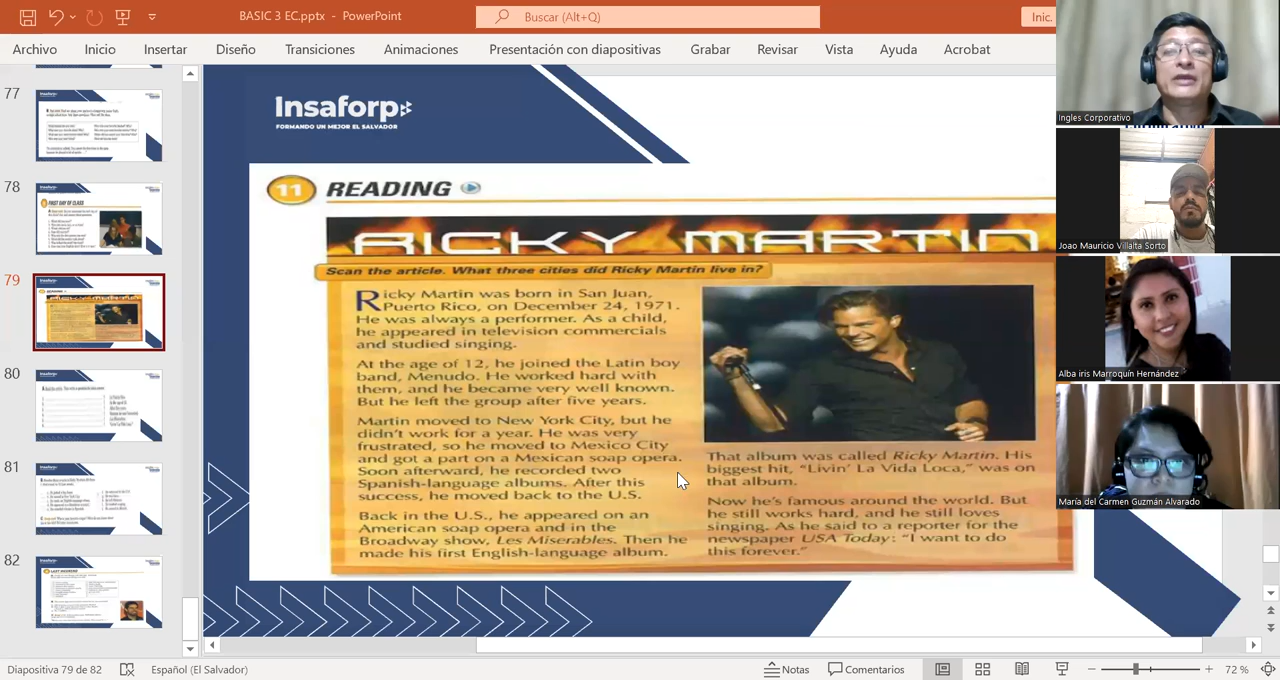 BASIC 3 EC.pptx - PowerPoint
Buscar (Alt+Q)
Inic.
Archivo Inicio Insertar Diseño Transiciones Animaciones Presentación con diapositivas Grabar Revisar Vista Ayuda Acrobat
77
78
FIRST DAY OF CLASS
79
80
81
82
Insaforp
FORMANDO UN MEJOR EL SALVADOR
11 READING
RICKY MARTIN
Scan the article. What three cities did Ricky Martin live in?
Ricky Martin was born in San Juan,
Puerto Rico, on December 24, 1971.
He was always a performer. As a child,
he appeared in television commercials
and studied singing.
At the age of 12, he joined the Latin boy
band, Menudo. He worked hard with
them, and he became very well known.
But he left the group after five years.
Martin moved to New York City, but he
didn't work for a year. He was very
frustrated, so he moved to Mexico City
and got a part on a Mexican soap opera.
Soon afterward, he recorded two
Spanish-language albums. After this
success, he moved back to the U.S.
Back in the U.S., he appeared on an
American soap opera and in the
Broadway show, Les Miserables. Then he
made his first English-language album.
That album was called Ricky Martin. His
biggest hit, "Livin' La Vida Loca," was on
that album.
Now he's famous around the world. But
he still works hard, and he still loves
singing. As he said to a reporter for the
newspaper USA Today: "I want to do
this forever."
Ingles Corporativo
Joao Mauricio Villalta Sorto
Alba iris Marroquín Hernández
María del Carmen Guzmán Alvarado
Diapositiva 79 de 82
Español (El Salvador)
Notas
Comentarios
72 %